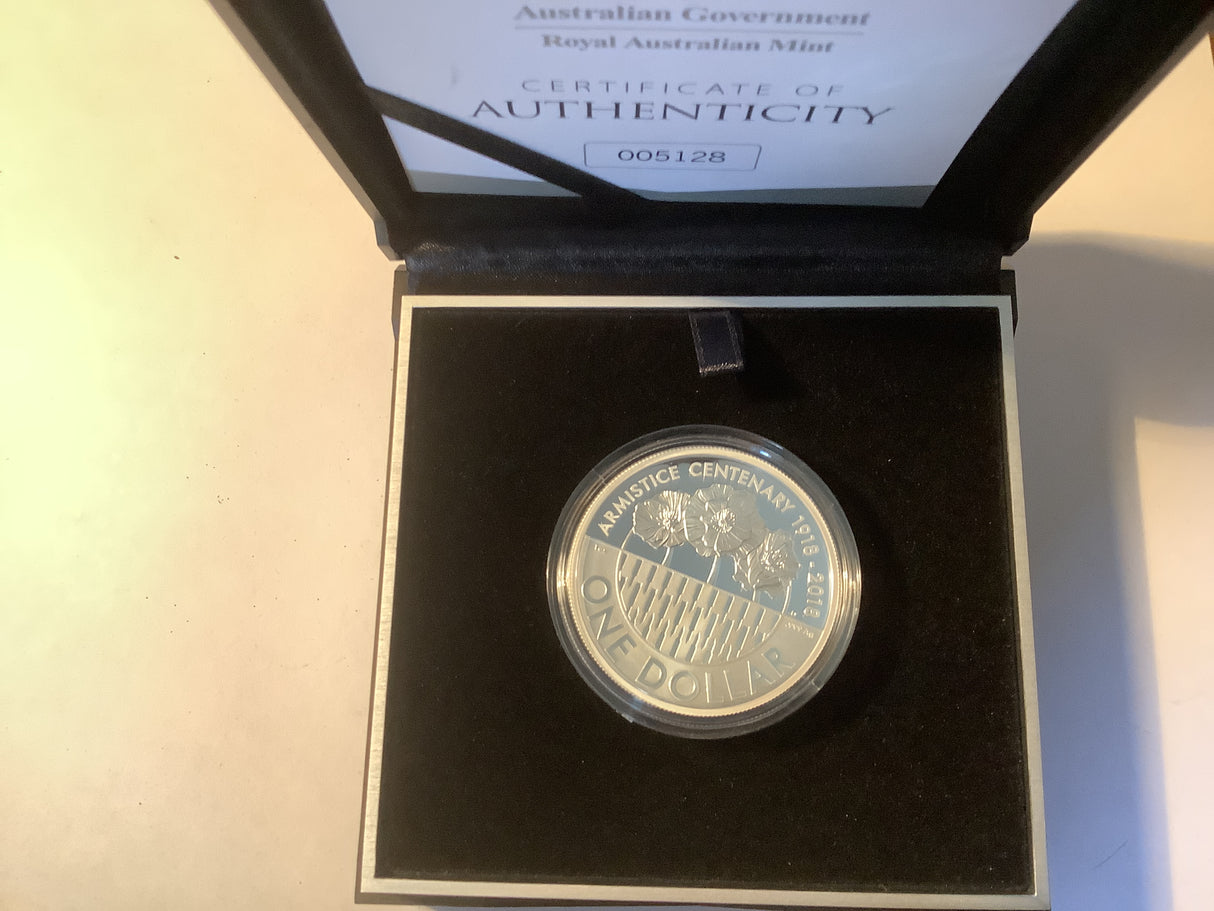 Australian Government
Royal Australian Mint
CERTIFICATE OF
AUTHENTICITY
005128
ARMISTICE CENTENARY 1918 - 2018
ONE DOLLAR